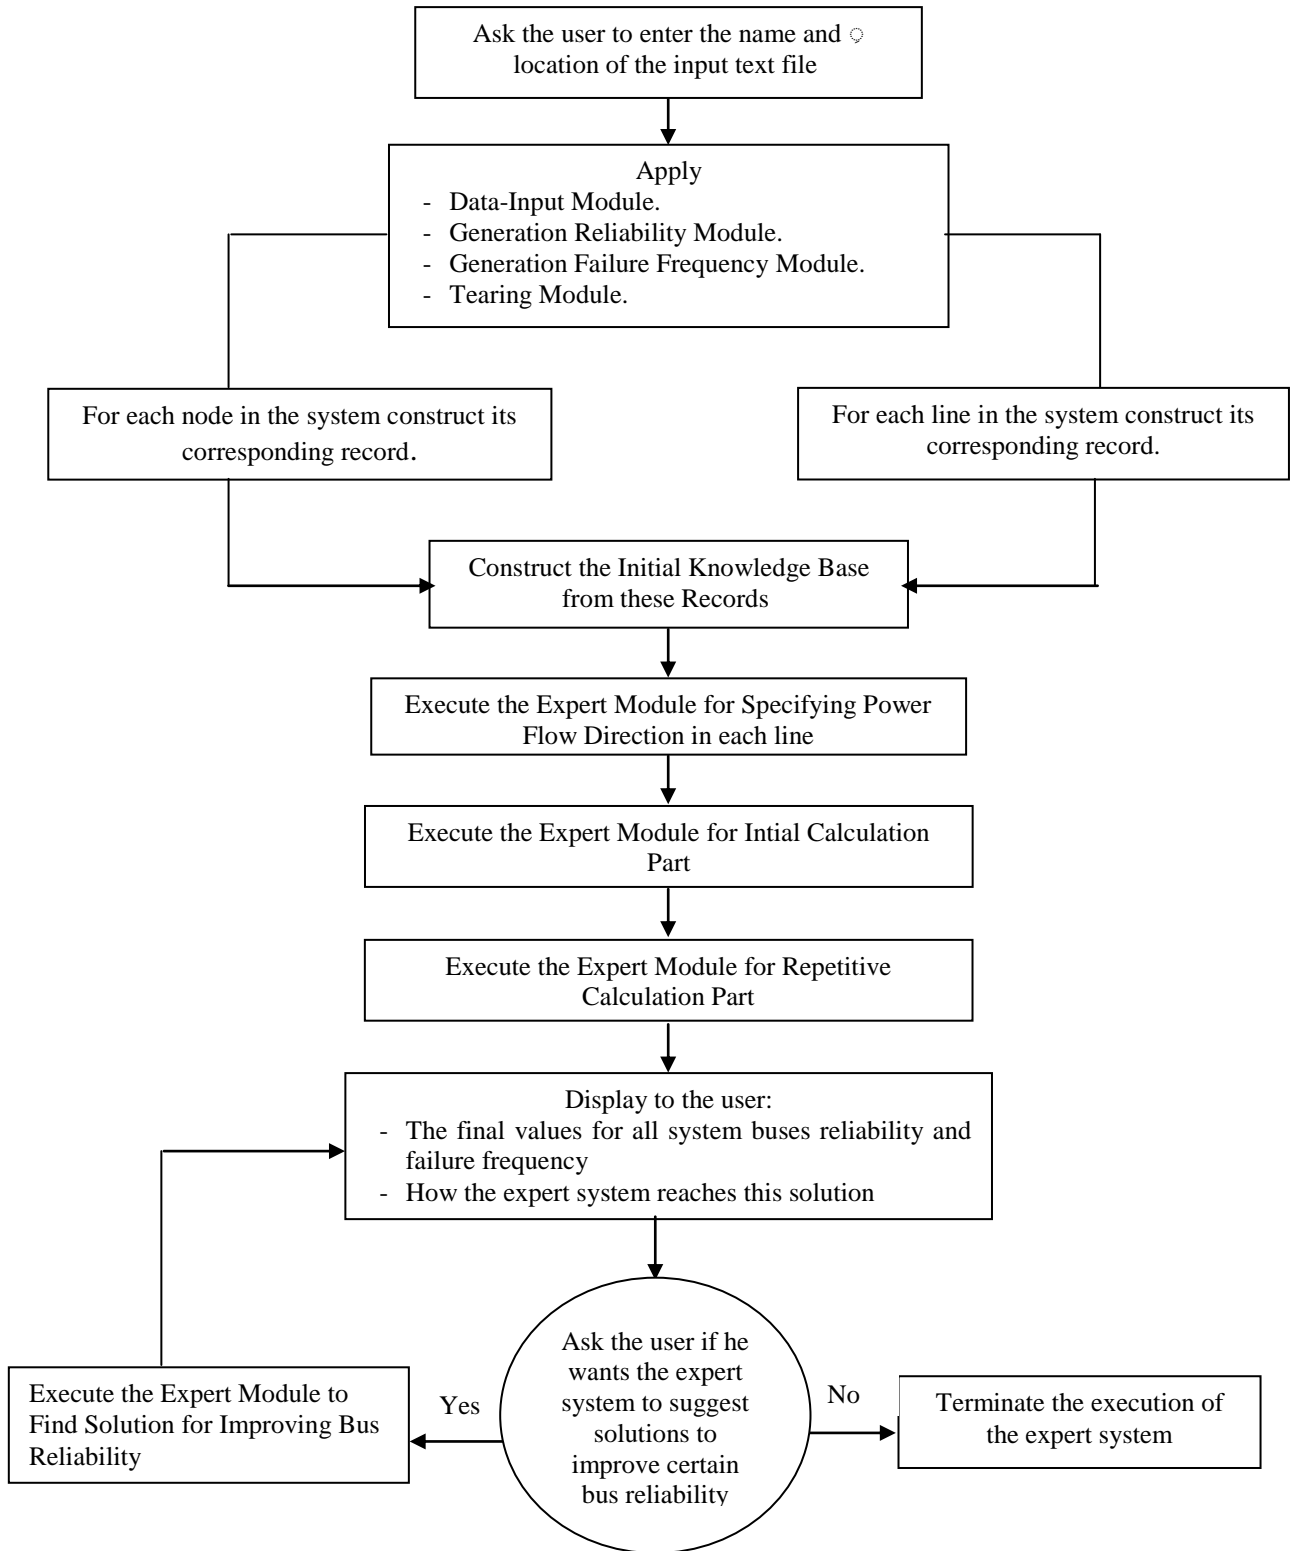 Ask the user to enter the name and ़
location of the input text file
Apply
- Data-Input Module.
- Generation Reliability Module.
- Generation Failure Frequency Module.
- Tearing Module.
For each node in the system construct its
corresponding record.
For each line in the system construct its
corresponding record.
Construct the Initial Knowledge Base
from these Records
Execute the Expert Module for Specifying Power
Flow Direction in each line
Execute the Expert Module for Intial Calculation
Part
Execute the Expert Module for Repetitive
Calculation Part
Display to the user:
- The final values for all system buses reliability and
failure frequency
- How the expert system reaches this solution
Ask the user if he
wants the expert
system to suggest
solutions to
improve certain
bus reliability
Yes
No
Execute the Expert Module to
Find Solution for Improving Bus
Reliability
Terminate the execution of
the expert system